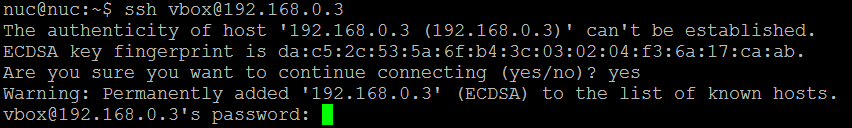 nuc@nuc:~$ ssh vbox@192.168.0.3
The authenticity of host '192.168.0.3 (192.168.0.3)' can't be established.
ECDSA key fingerprint is da:c5:2c:53:5a:6f:b4:3c:03:02:04:f3:6a:17:ca:ab.
Are you sure you want to continue connecting (yes/no)? yes
Warning: Permanently added '192.168.0.3' (ECDSA) to the list of known hosts.
vbox@192.168.0.3's password: